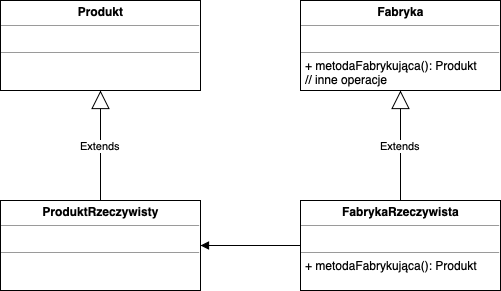 Produkt
Fabryka
+ metodaFabrykująca(): Produkt
// inne operacje
Extends
Extends
ProduktRzeczywisty
FabrykaRzeczywista
+ metodaFabrykująca(): Produkt